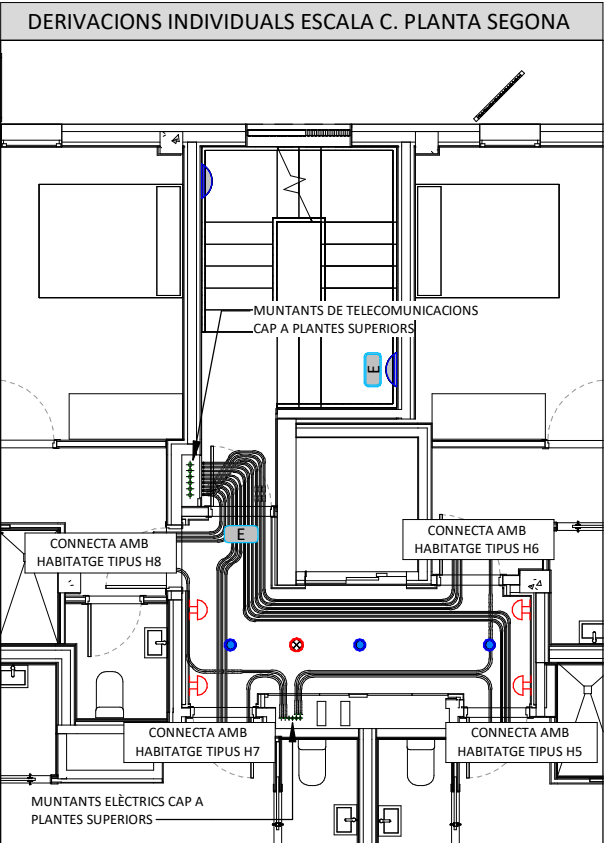 DERIVACIONS INDIVIDUALS ESCALA C. PLANTA SEGONA
MUNTANTS DE TELECOMUNICACIONS
CAP A PLANTES SUPERIORS
E
E
CONNECTA AMB
HABITATGE TIPUS H8
CONNECTA AMB
HABITATGE TIPUS H6
CONNECTA AMB
HABITATGE TIPUS H7
CONNECTA AMB
HABITATGE TIPUS H5
MUNTANTS ELÈCTRICS CAP A
PLANTES SUPERIORS